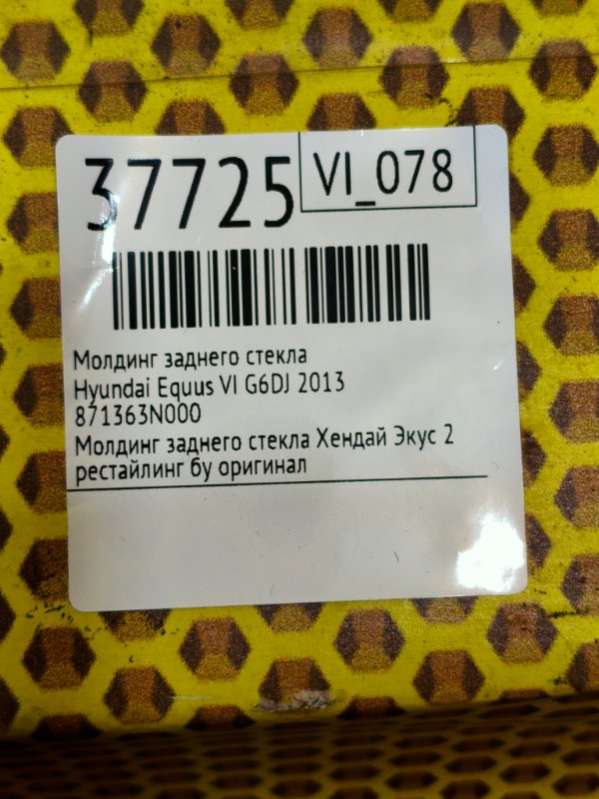 37725
VI_078
Молдинг заднего стекла
Hyundai Equus VI G6DJ 2013
871363N000
Молдинг заднего стекла Хендай Экус 2
рестайлинг бу оригинал